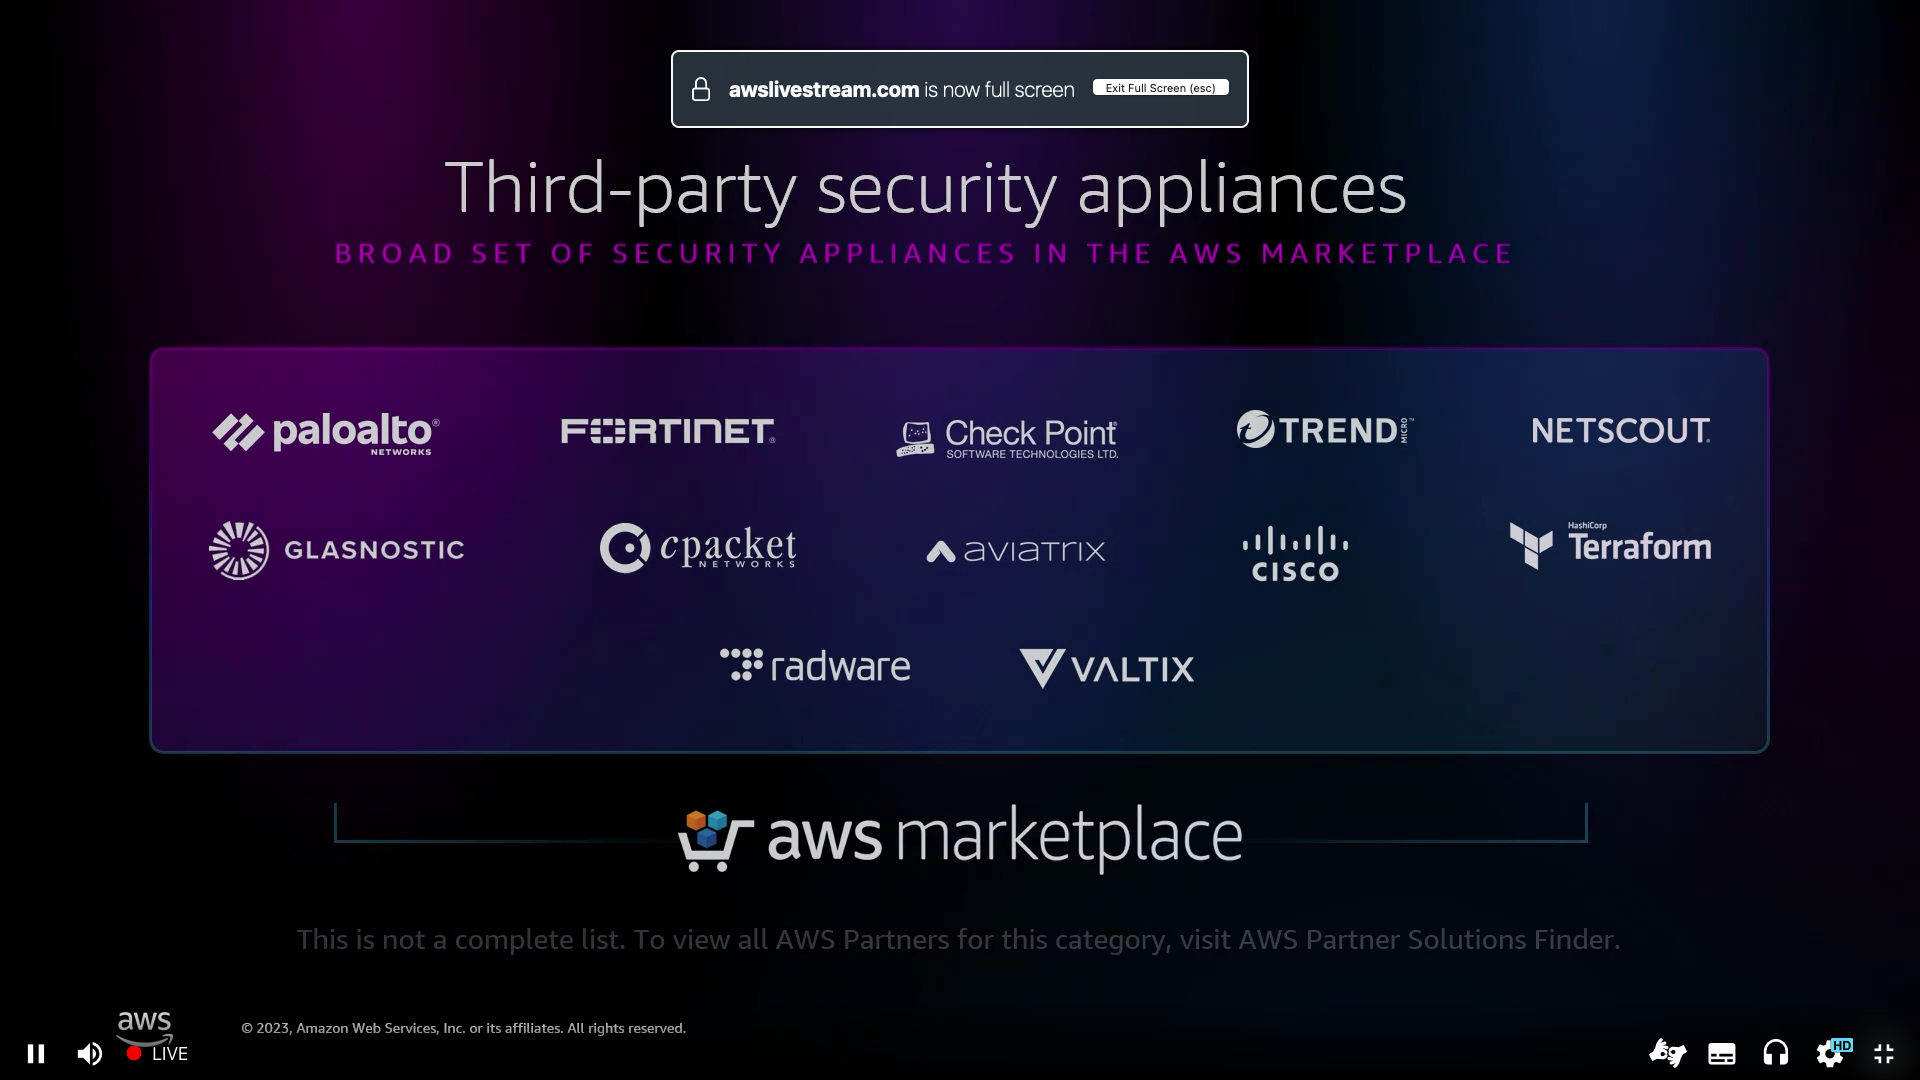 awslivestream.com is now full screen Exit Full Screen (esc)
Third-party security appliances
BROAD SET OF SECURITY APPLIANCES IN THE AWS MARKETPLACE
paloalto®
NETWORKS
FORTINET®
Check Point
SOFTWARE TECHNOLOGIES LTD.
TREND MICRO™
NETSCOUT.
GLASNOSTIC
cpacket
NETWORKS
AVIATRIX
CISCO
HashiCorp
Terraform
radware
VALTIX
aws marketplace
This is not a complete list. To view all AWS Partners for this category, visit AWS Partner Solutions Finder.
aws
© 2023, Amazon Web Services, Inc. or its affiliates. All rights reserved.
LIVE
HD